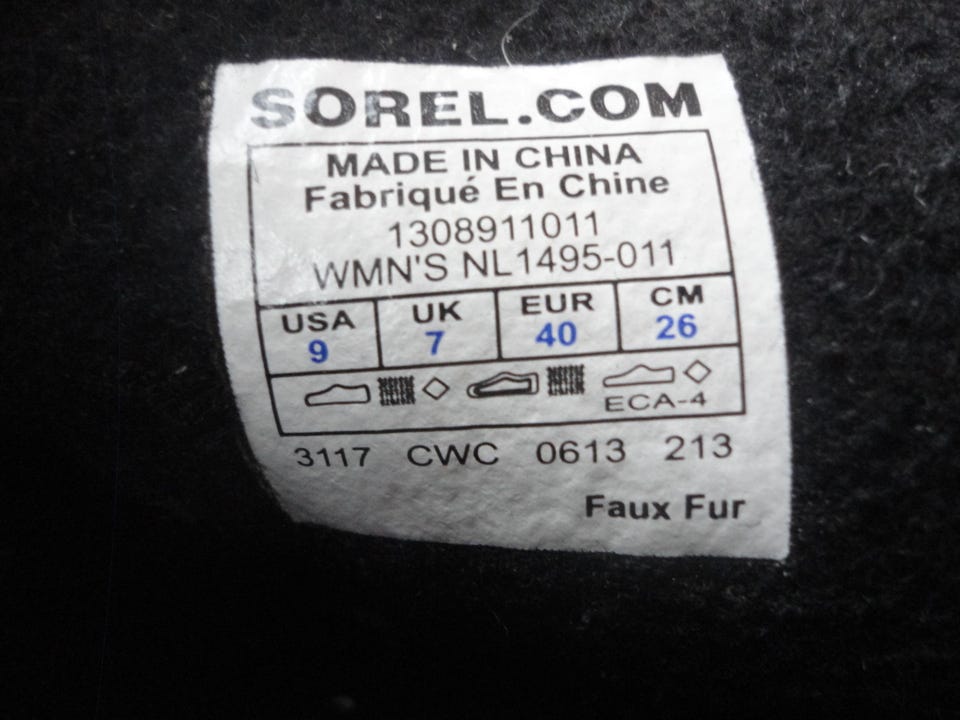 SOREL.COM
MADE IN CHINA
Fabriqué En Chine
1308911011
WMN'S NL1495-011
USA UK EUR CM
9 7 40 26
ECA-4
3117 CWC 0613 213
Faux Fur